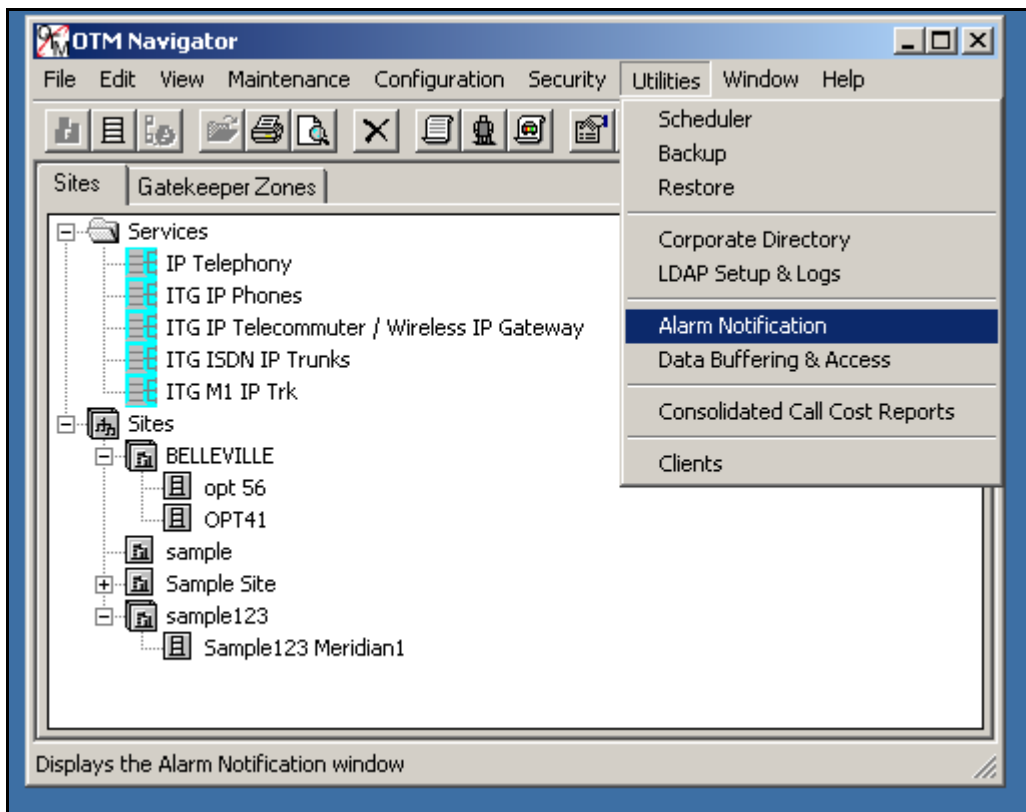 OTM Navigator
File Edit View Maintenance Configuration Security Utilities Window Help
Scheduler
Backup
Restore
Corporate Directory
LDAP Setup & Logs
Alarm Notification
Data Buffering & Access
Consolidated Call Cost Reports
Clients
Sites Gatekeeper Zones
Services
IP Telephony
ITG IP Phones
ITG IP Telecommuter / Wireless IP Gateway
ITG ISDN IP Trunks
ITG M1 IP Trk
Sites
BELLEVILLE
opt 56
OPT41
sample
Sample Site
sample123
Sample123 Meridian1
Displays the Alarm Notification window